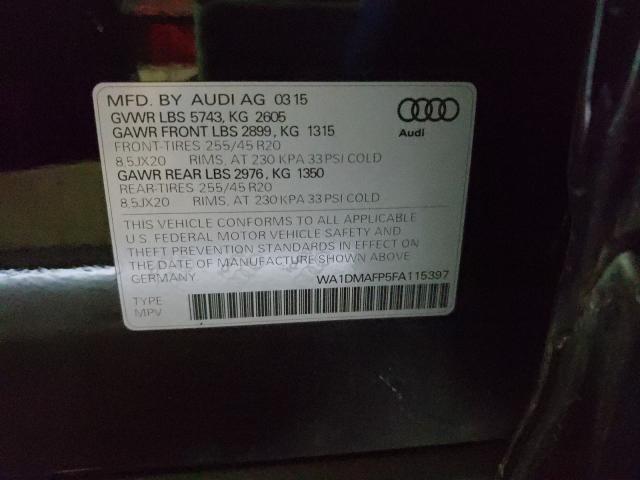 MFD. BY AUDI AG 03 15
GVWR LBS 5743, KG 2605
GAWR FRONT LBS 2899, KG 1315
FRONT-TIRES 255/45 R20
8.5JX20 RIMS, AT 230 KPA 33 PSI COLD
GAWR REAR LBS 2976, KG 1350
REAR-TIRES 255/45 R20
8.5JX20 RIMS, AT 230 KPA 33 PSI COLD
Audi
THIS VEHICLE CONFORMS TO ALL APPLICABLE
U.S. FEDERAL MOTOR VEHICLE SAFETY AND
THEFT PREVENTION STANDARDS IN EFFECT ON
THE DATE OF MANUFACTURE SHOWN ABOVE
GERMANY.
WA1DMAFP5FA115397
TYPE
MPV